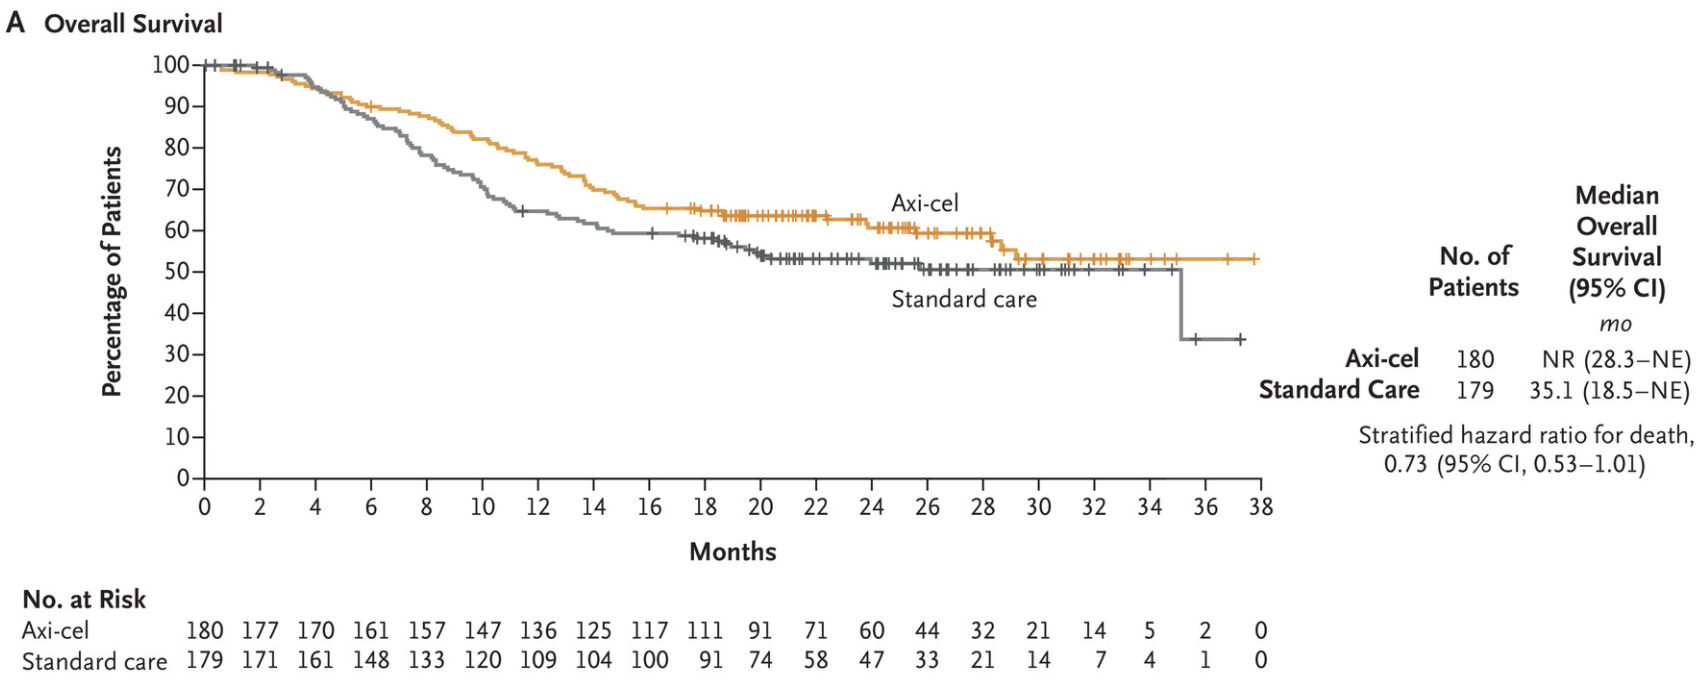 A Overall Survival
100
90
80
70
60
50
40
30
20
10
0
Percentage of Patients
Axi-cel
Standard care
0 2 4 6 8 10 12 14 16 18 20 22 24 26 28 30 32 34 36 38
Months
No. of Patients
Median Overall Survival (95% CI)
mo
Axi-cel 180 NR (28.3–NE)
Standard Care 179 35.1 (18.5–NE)
Stratified hazard ratio for death,
0.73 (95% CI, 0.53–1.01)
No. at Risk
Axi-cel 180 177 170 161 157 147 136 125 117 111 91 71 60 44 32 21 14 5 2 0
Standard care 179 171 161 148 133 120 109 104 100 91 74 58 47 33 21 14 7 4 1 0